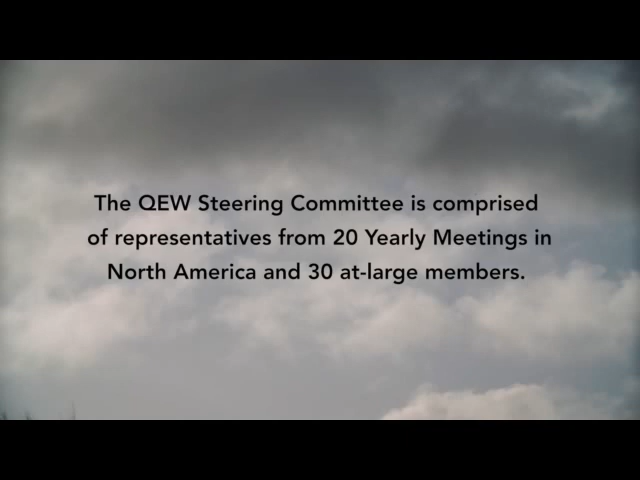 The QEW Steering Committee is comprised
of representatives from 20 Yearly Meetings in
North America and 30 at-large members.